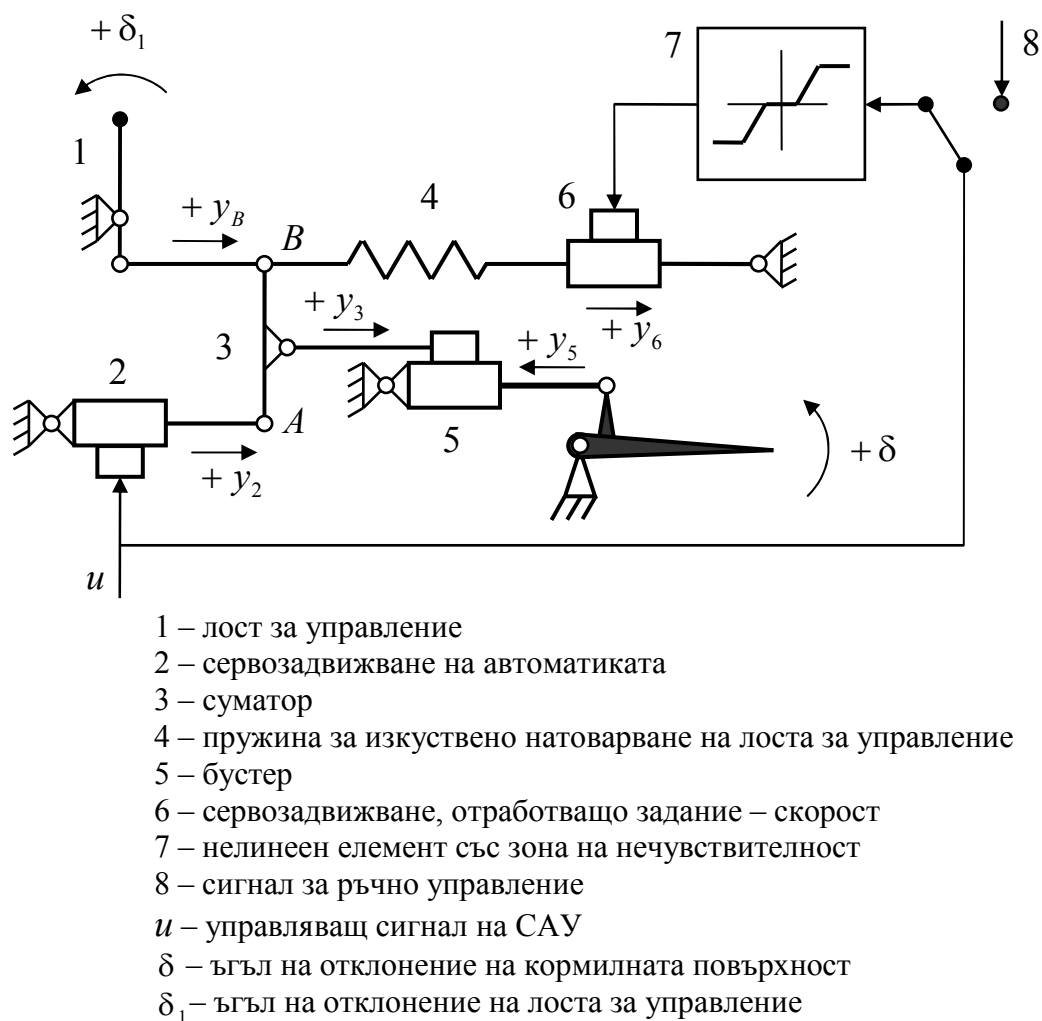 + δ₁
7
8
1
+ y_B
B
4
6
+ y₃
+ y₆
3
+ y₅
2
A
+ y₂
5
+ δ
u
1 – лост за управление
2 – сервозадвижване на автоматиката
3 – суматор
4 – пружина за изкуствено натоварване на лоста за управление
5 – бустер
6 – сервозадвижване, отработващо задание – скорост
7 – нелинеен елемент със зона на нечувствителност
8 – сигнал за ръчно управление
u – управляващ сигнал на САУ
δ – ъгъл на отклонение на кормилната повърхност
δ₁ – ъгъл на отклонение на лоста за управление